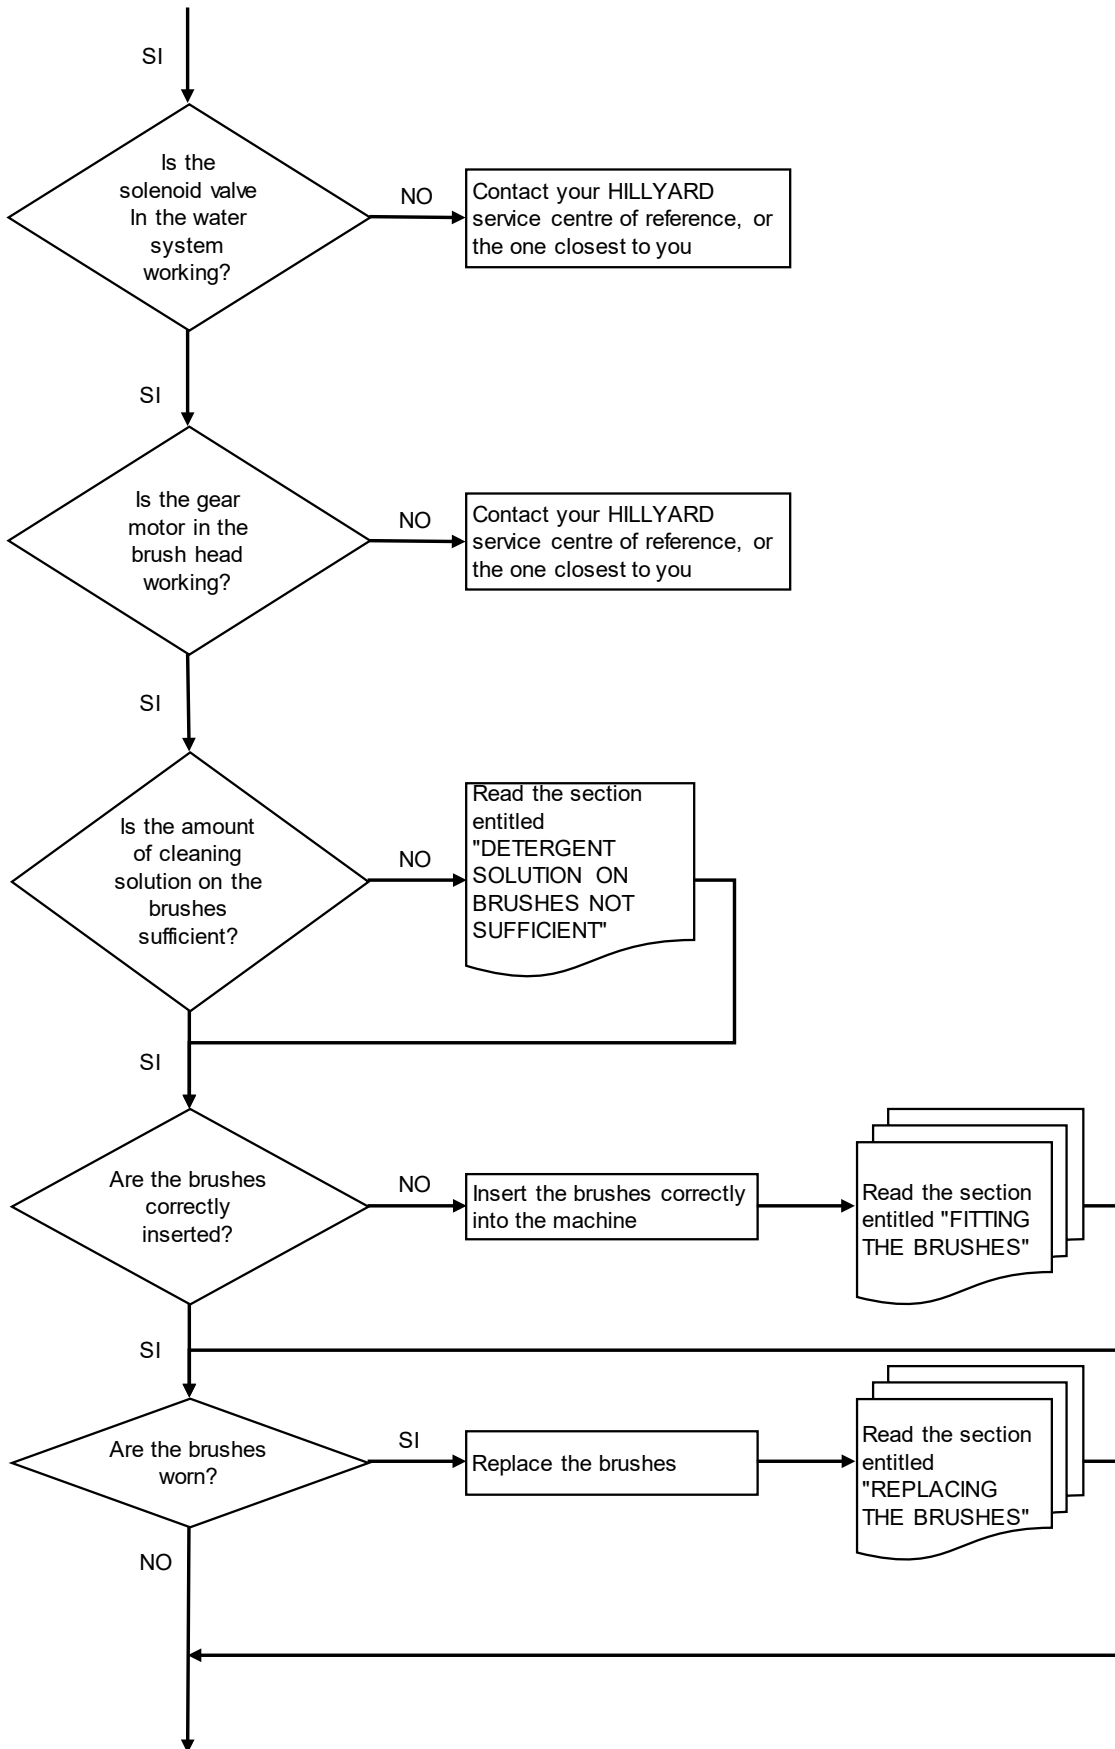 SI
Is the
solenoid valve
In the water
system
working?
NO
Contact your HILLYARD
service centre of reference, or
the one closest to you
SI
Is the gear
motor in the
brush head
working?
NO
Contact your HILLYARD
service centre of reference, or
the one closest to you
SI
Is the amount
of cleaning
solution on the
brushes
sufficient?
NO
Read the section
entitled
"DETERGENT
SOLUTION ON
BRUSHES NOT
SUFFICIENT"
SI
Are the brushes
correctly
inserted?
NO
Insert the brushes correctly
into the machine
Read the section
entitled "FITTING
THE BRUSHES"
SI
Are the brushes
worn?
SI
Replace the brushes
Read the section
entitled
"REPLACING
THE BRUSHES"
NO